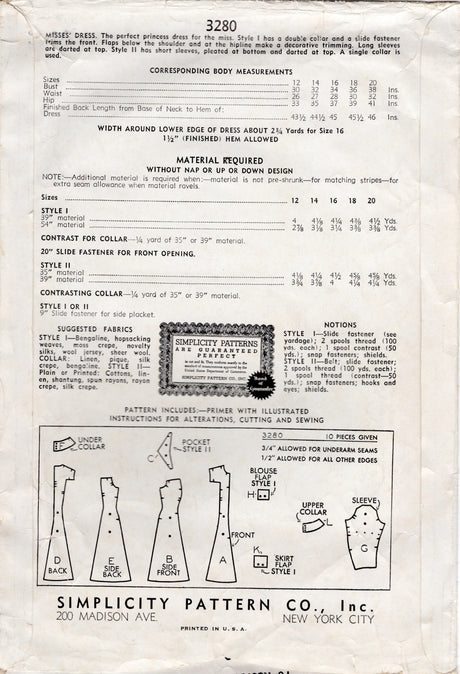 3280
MISSES' DRESS. The perfect princess dress for the miss. Style I has a double collar and a slide fastener
trims the front. Flaps below the shoulder and at the hipline make a decorative trimming. Long sleeves
are darted at top. Style II has short sleeves, pleated at bottom and darted at top. A single collar is
used.
CORRESPONDING BODY MEASUREMENTS
Sizes 12 14 16 18 20
Bust 30 32 34 36 38 Ins.
Waist 26 27 28 30 32 Ins.
Hip 33 35 37 39 41 Ins.
Finished Back Length from Base of Neck to Hem of:
Dress 43½ 44½ 45 45½ 46 Ins.
WIDTH AROUND LOWER EDGE OF DRESS ABOUT 2¾ Yards for Size 16
1½" (FINISHED) HEM ALLOWED
MATERIAL REQUIRED
WITHOUT NAP OR UP OR DOWN DESIGN
NOTE:—Additional material is required when:—material is not pre-shrunk—for matching stripes—for
extra seam allowance when material ravels.
Sizes 12 14 16 18 20
STYLE I
39" material 4 4⅛ 4¼ 4⅜ 4½ Yds.
54" material 2⅞ 3⅛ 3¼ 3⅜ 3⅜ Yds.
CONTRAST FOR COLLAR—¼ yard of 35" or 39" material.
20" SLIDE FASTENER FOR FRONT OPENING.
STYLE II
35" material 4⅛ 4¼ 4½ 4⅝ 4⅝ Yds.
39" material 3¾ 3⅞ 4 4¼ 4¼ Yds.
CONTRASTING COLLAR—¼ yard of 35" or 39" material.
STYLE I OR II
9" Slide fastener for side placket.
SUGGESTED FABRICS
STYLE I—Bengaline, hopsacking
weaves, moss crepe, novelty
silks, wool jersey, sheer wool.
COLLAR: Linen, pique, silk
crepe, bengaline. STYLE II—
Plain or Printed: Cottons, lin-
en, shantung, spun rayons, rayon
crepe, silk crepe.
SIMPLICITY PATTERNS
ARE GUARANTEED
PERFECT
SIMPLICITY PATTERN CO., INC.
NOTIONS
STYLE I—Slide fastener (see
yardage); 2 spools thread (100
yds. each); 1 spool contrast (50
yds.); snap fasteners; shields.
STYLE II—Belt; slide fastener;
2 spools thread (100 yds. each);
1 spool thread (contrast—50
yds.); snap fasteners; hooks and
eyes; shields.
PATTERN INCLUDES:—PRIMER WITH ILLUSTRATED
INSTRUCTIONS FOR ALTERATIONS, CUTTING AND SEWING
3280 10 PIECES GIVEN
3/4" ALLOWED FOR UNDERARM SEAMS
1/2" ALLOWED FOR ALL OTHER EDGES
F
UNDER
COLLAR
C
POCKET
STYLE II
BLOUSE
FLAP
STYLE I
H
UPPER
COLLAR
L
SLEEVE
G
D
BACK
E
SIDE
BACK
B
SIDE
FRONT
A
FRONT
K
SKIRT
FLAP
STYLE I
SIMPLICITY PATTERN CO., Inc.
200 MADISON AVE. NEW YORK CITY
PRINTED IN U.S.A.